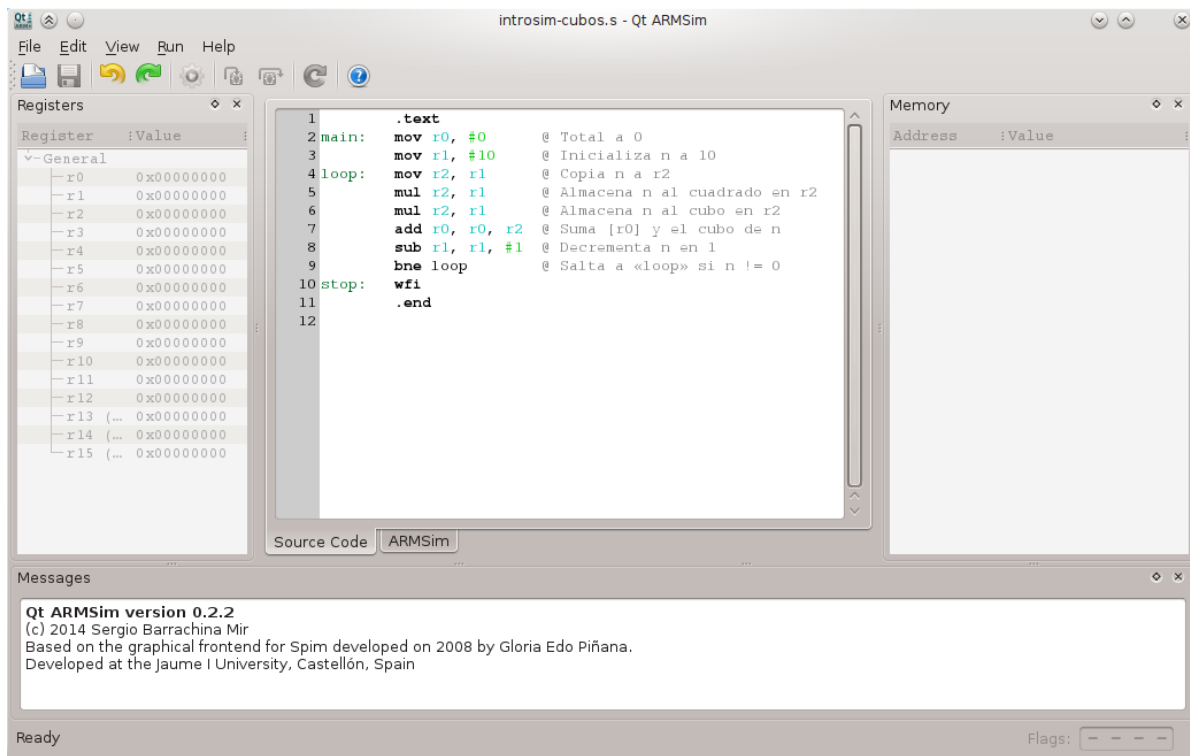 introsim-cubos.s - Qt ARMSim
File Edit View Run Help
Registers
Register Value
General
r0 0x00000000
r1 0x00000000
r2 0x00000000
r3 0x00000000
r4 0x00000000
r5 0x00000000
r6 0x00000000
r7 0x00000000
r8 0x00000000
r9 0x00000000
r10 0x00000000
r11 0x00000000
r12 0x00000000
r13 (... 0x00000000
r14 (... 0x00000000
r15 (... 0x00000000
1 .text
2 main: mov r0, #0 @ Total a 0
3 mov r1, #10 @ Inicializa n a 10
4 loop: mov r2, r1 @ Copia n a r2
5 mul r2, r1 @ Almacena n al cuadrado en r2
6 mul r2, r1 @ Almacena n al cubo en r2
7 add r0, r0, r2 @ Suma [r0] y el cubo de n
8 sub r1, r1, #1 @ Decrementa n en 1
9 bne loop @ Salta a «loop» si n != 0
10 stop: wfi
11 .end
12
Source Code ARMSim
Memory
Address Value
Messages
Qt ARMSim version 0.2.2
(c) 2014 Sergio Barrachina Mir
Based on the graphical frontend for Spim developed on 2008 by Gloria Edo Piñana.
Developed at the Jaume I University, Castellón, Spain
Ready
Flags: - - - -